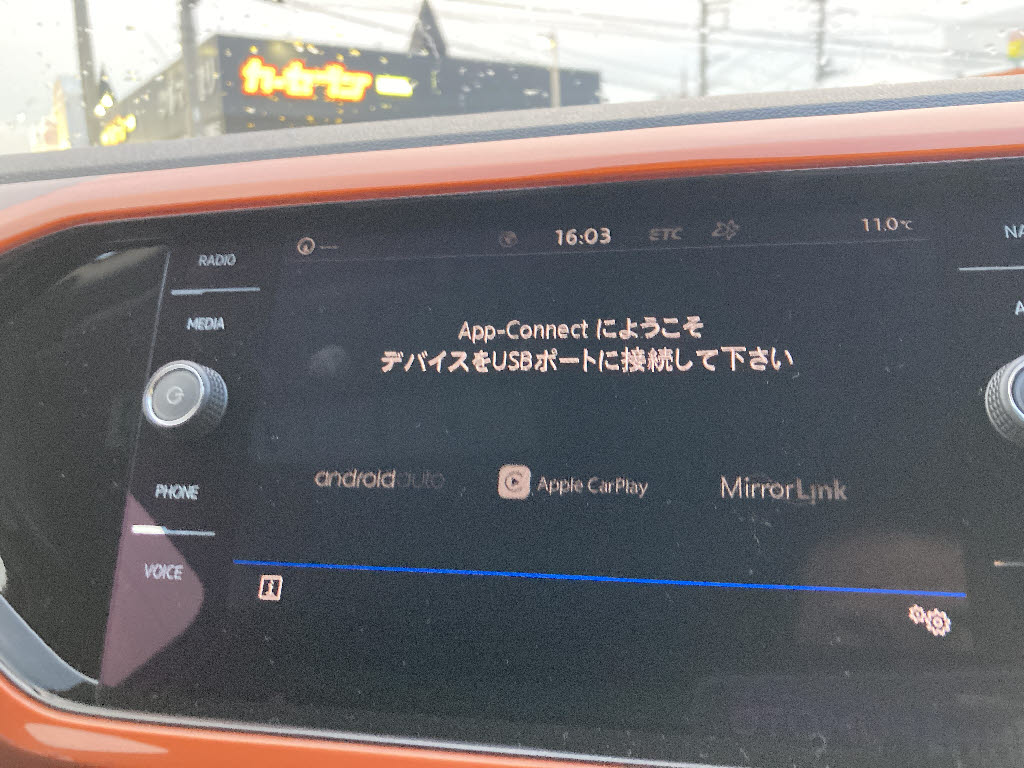 RADIO
MEDIA
PHONE
VOICE
16:03
ETC
11.0℃
App-Connect にようこそ
デバイスをUSBポートに接続して下さい
androidauto
Apple CarPlay
MirrorLink
i
NA
A